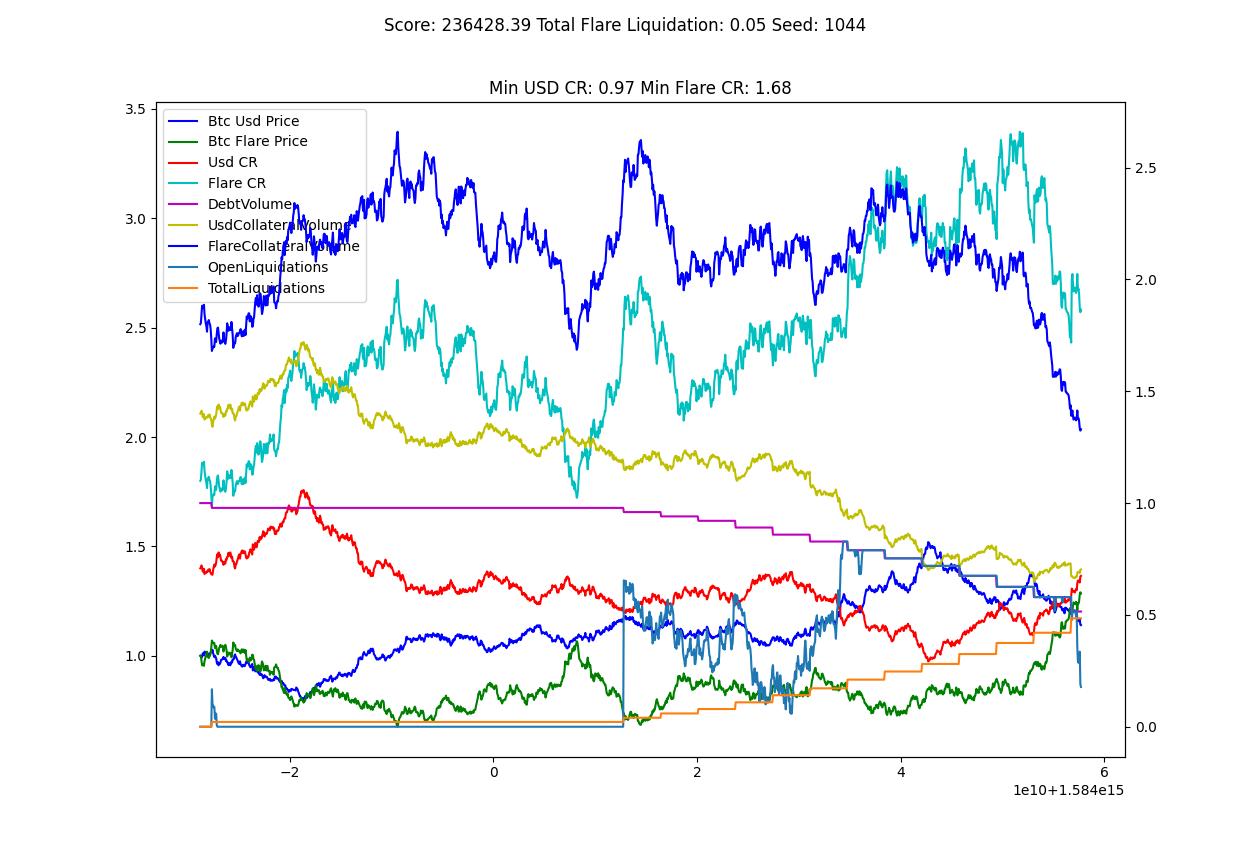 Score: 236428.39 Total Flare Liquidation: 0.05 Seed: 1044
Min USD CR: 0.97 Min Flare CR: 1.68
3.5
3.0
2.5
2.0
1.5
1.0
Btc Usd Price
Btc Flare Price
Usd CR
Flare CR
DebtVolume
UsdCollateralVolume
FlareCollateralVolume
OpenLiquidations
TotalLiquidations
2.5
2.0
1.5
1.0
0.5
0.0
−2 0 2 4 6
1e10+1.584e15